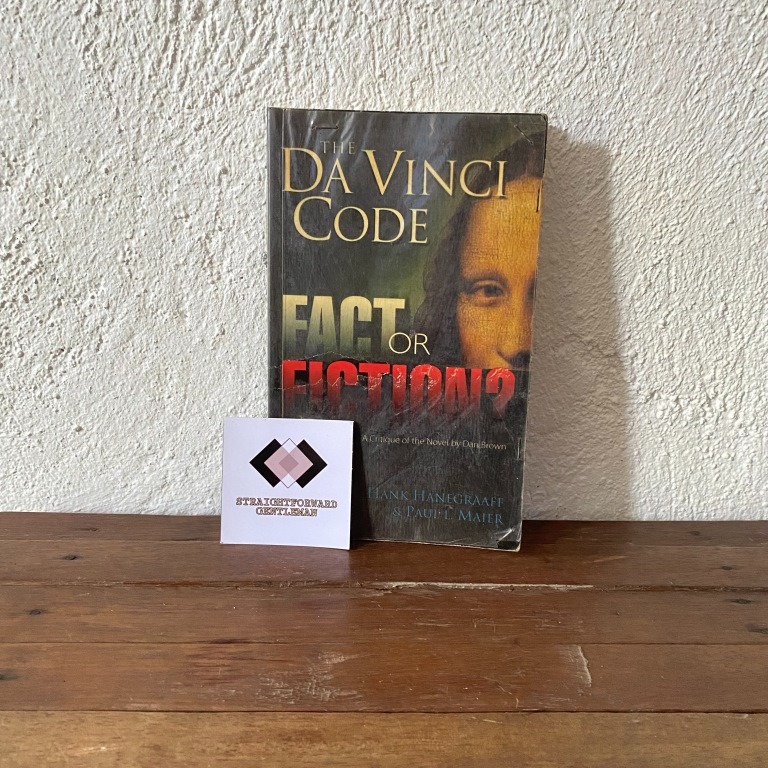 THE
DA VINCI
CODE
FACT
OR
FICTION?
A Critique of the Novel by Dan Brown
HANK HANEGRAAFF
& PAUL L. MAIER
STRAIGHTFORWARD
GENTLEMAN